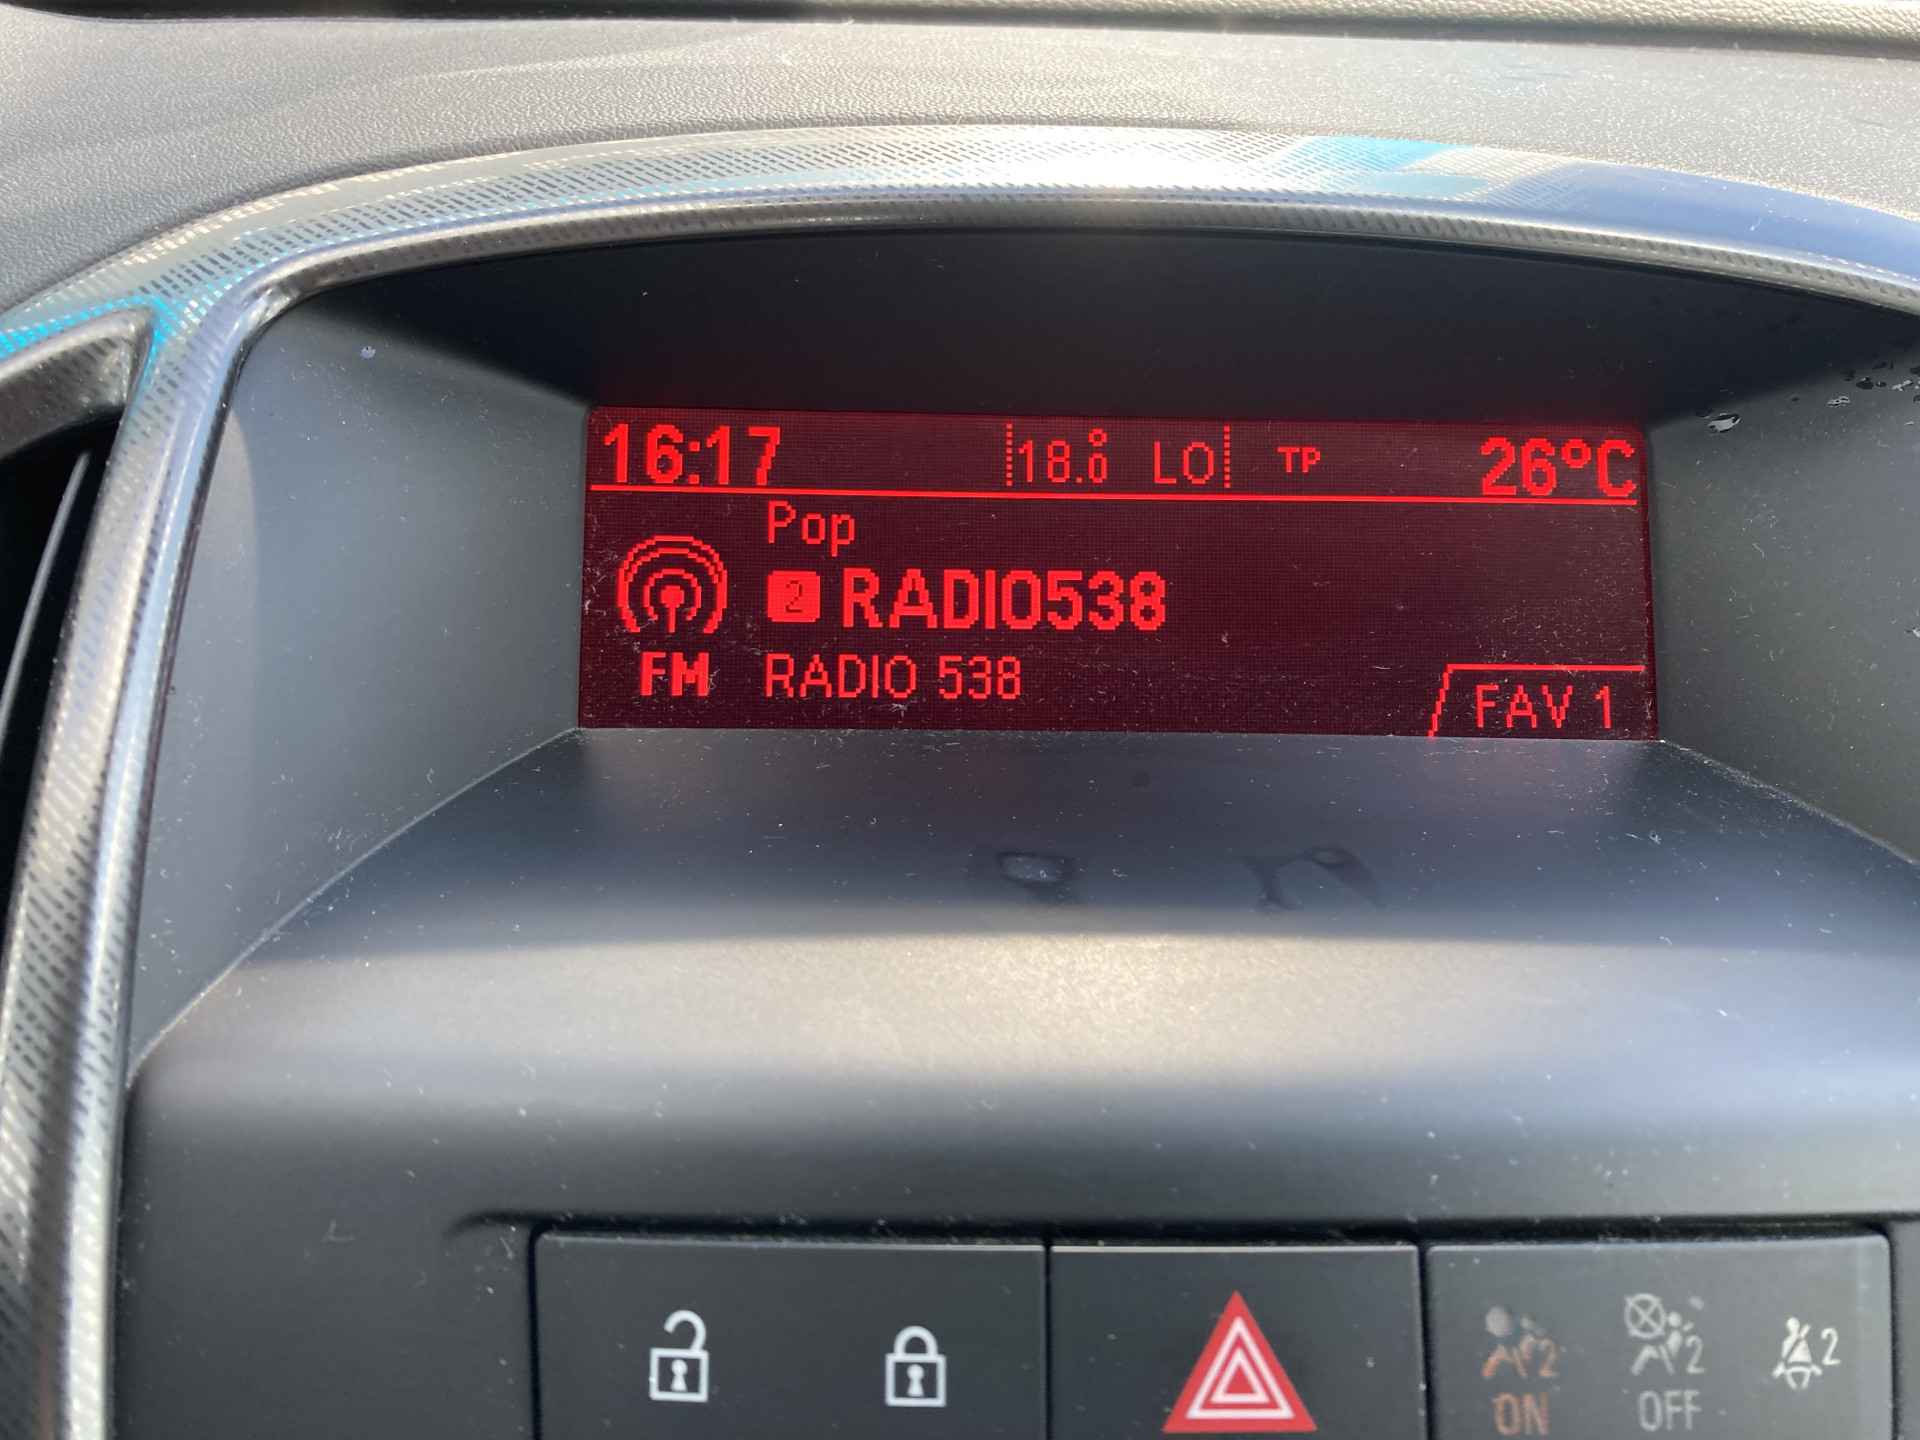 16:17 18.0° LO TP 26°C
Pop
2 RADIO538
FM RADIO 538
FAV 1
2 2 2
ON OFF